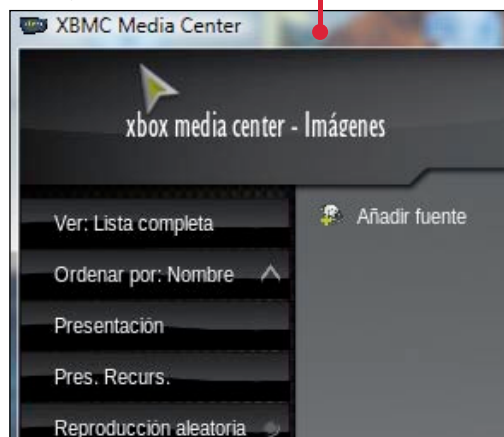 XBMC Media Center
xbox media center - Imágenes
Ver: Lista completa
Añadir fuente
Ordenar por: Nombre
Presentación
Pres. Recurs.
Reproducción aleatoria